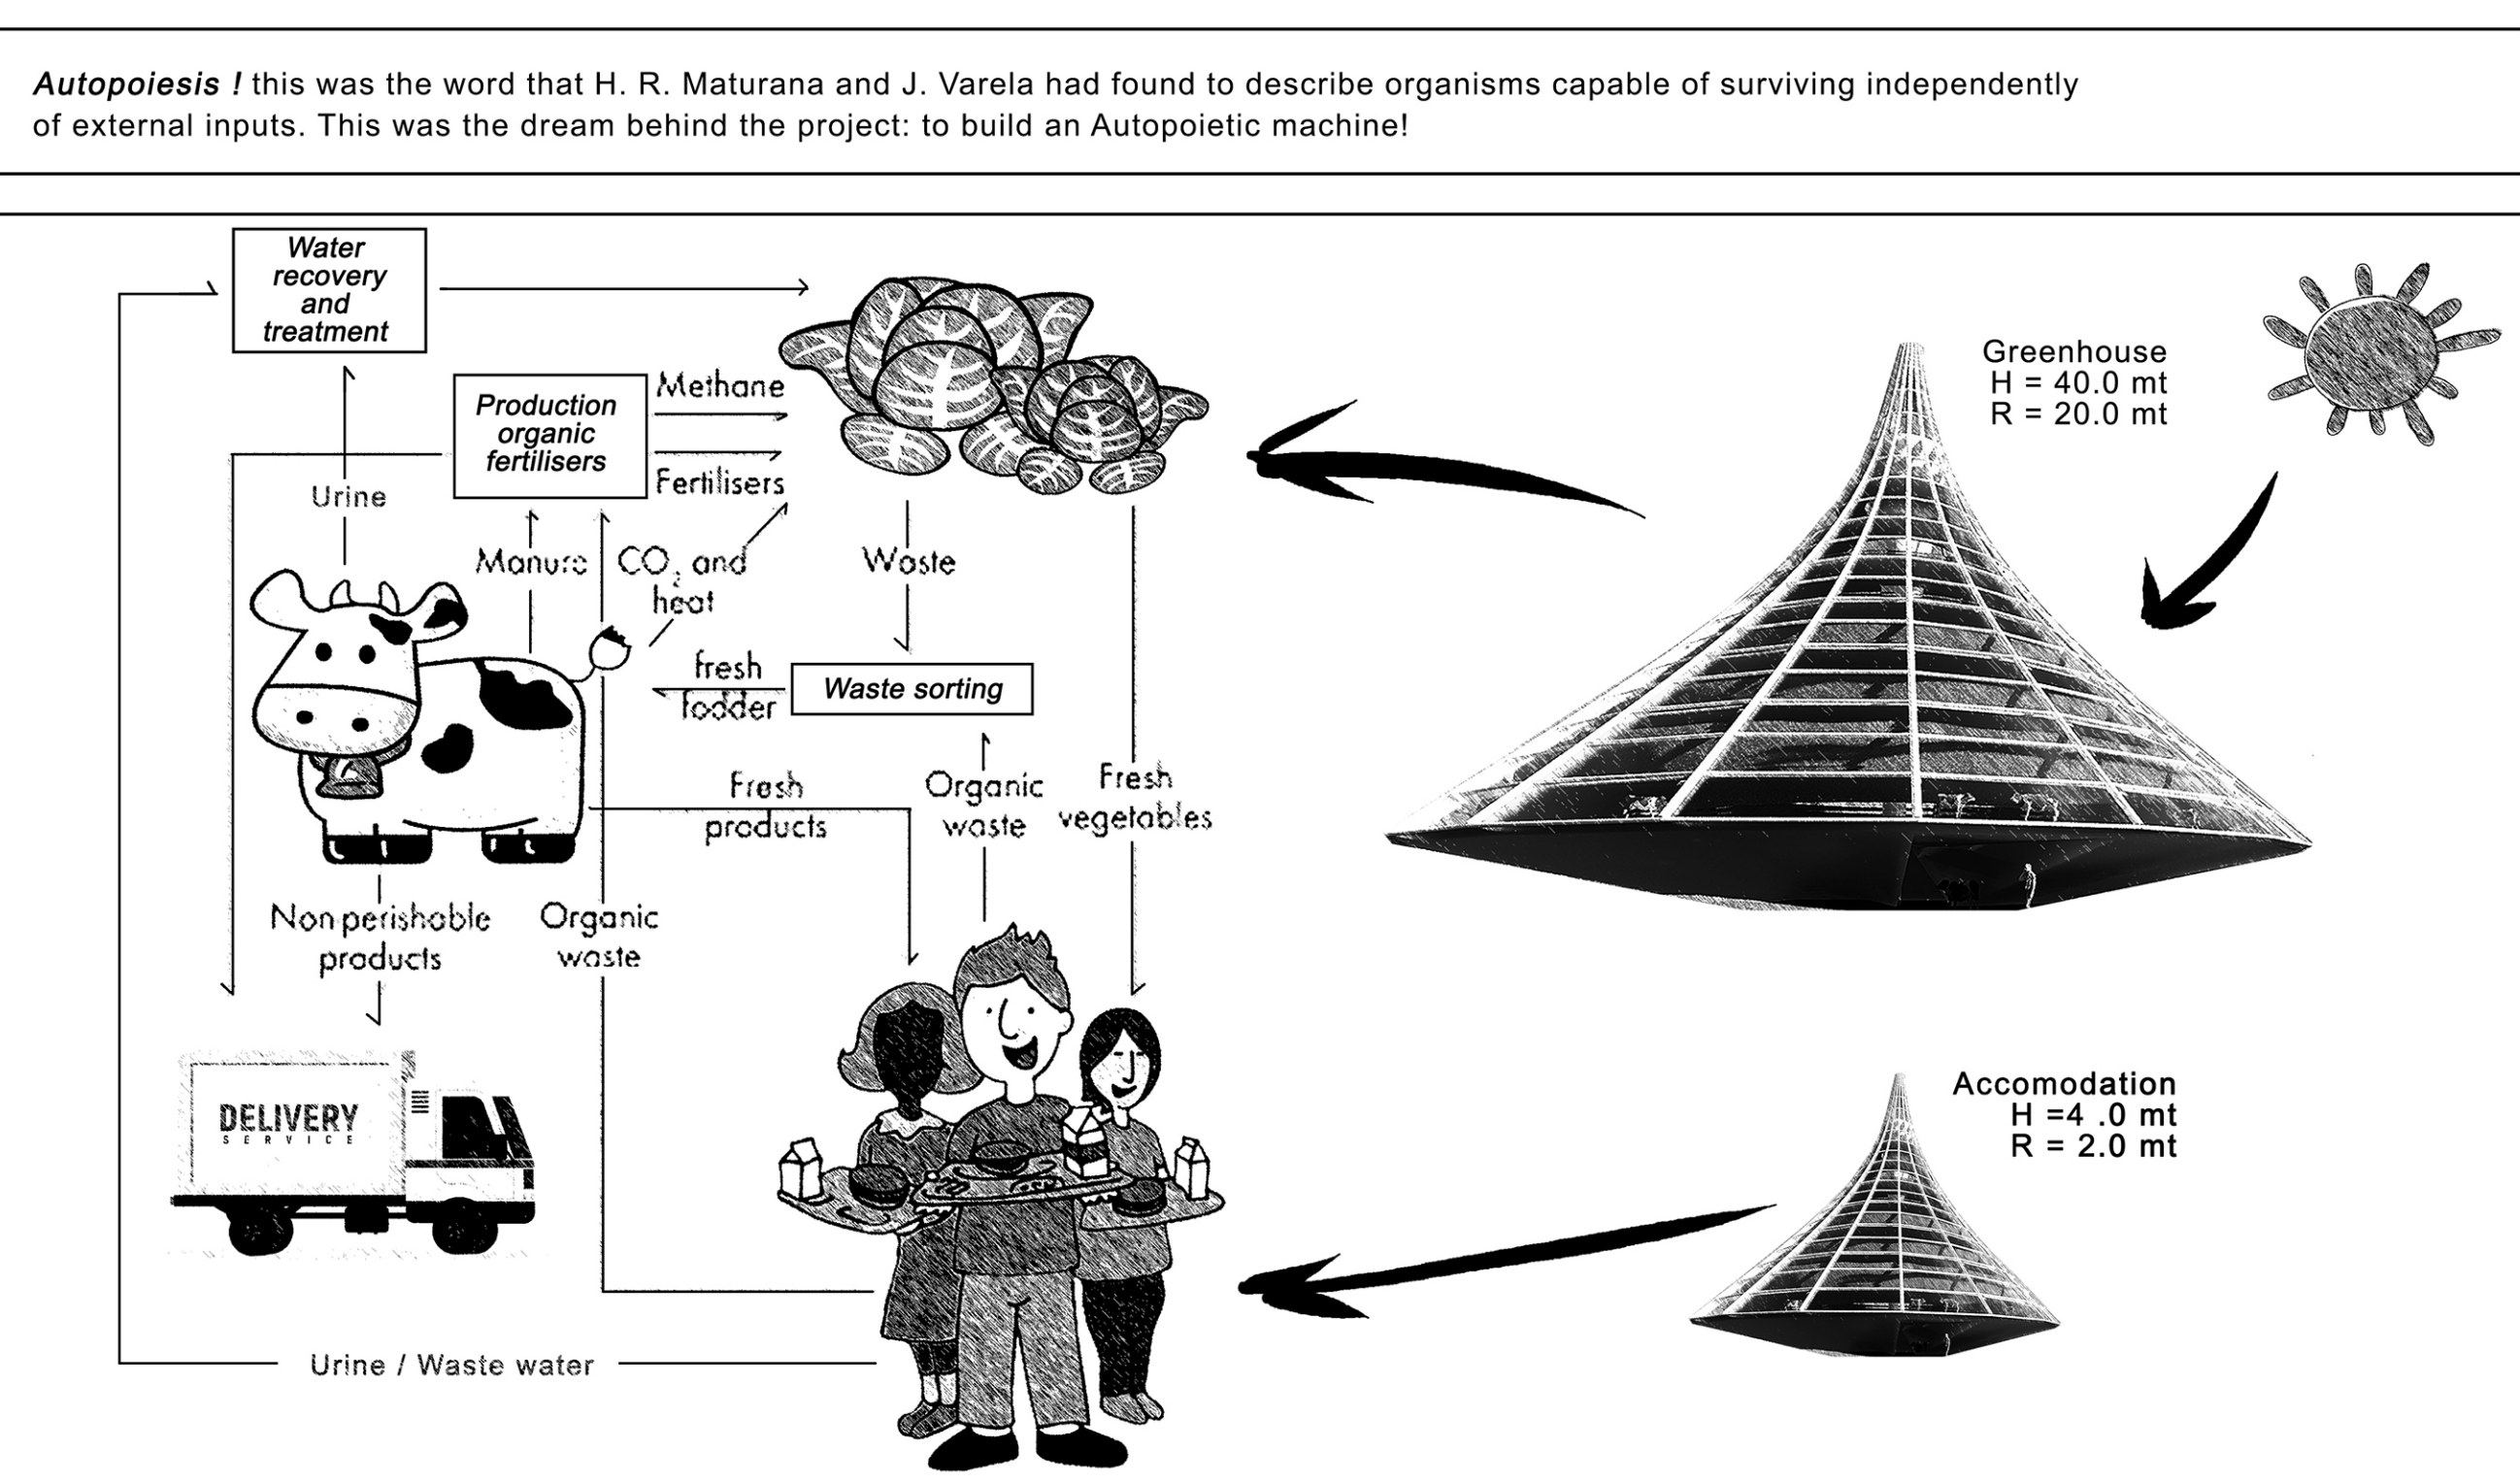 Autopoiesis ! this was the word that H. R. Maturana and J. Varela had found to describe organisms capable of surviving independently
of external inputs. This was the dream behind the project: to build an Autopoietic machine!
Water
recovery
and
treatment
Production
organic
fertilisers
Methane
Fertilisers
Urine
Manure
CO₂ and
heat
Waste
fresh
fodder
Waste sorting
Fresh
products
Organic
waste
Fresh
vegetables
Non perishable
products
Organic
waste
DELIVERY
SERVICE
Urine / Waste water
Greenhouse
H = 40.0 mt
R = 20.0 mt
Accomodation
H =4 .0 mt
R = 2.0 mt